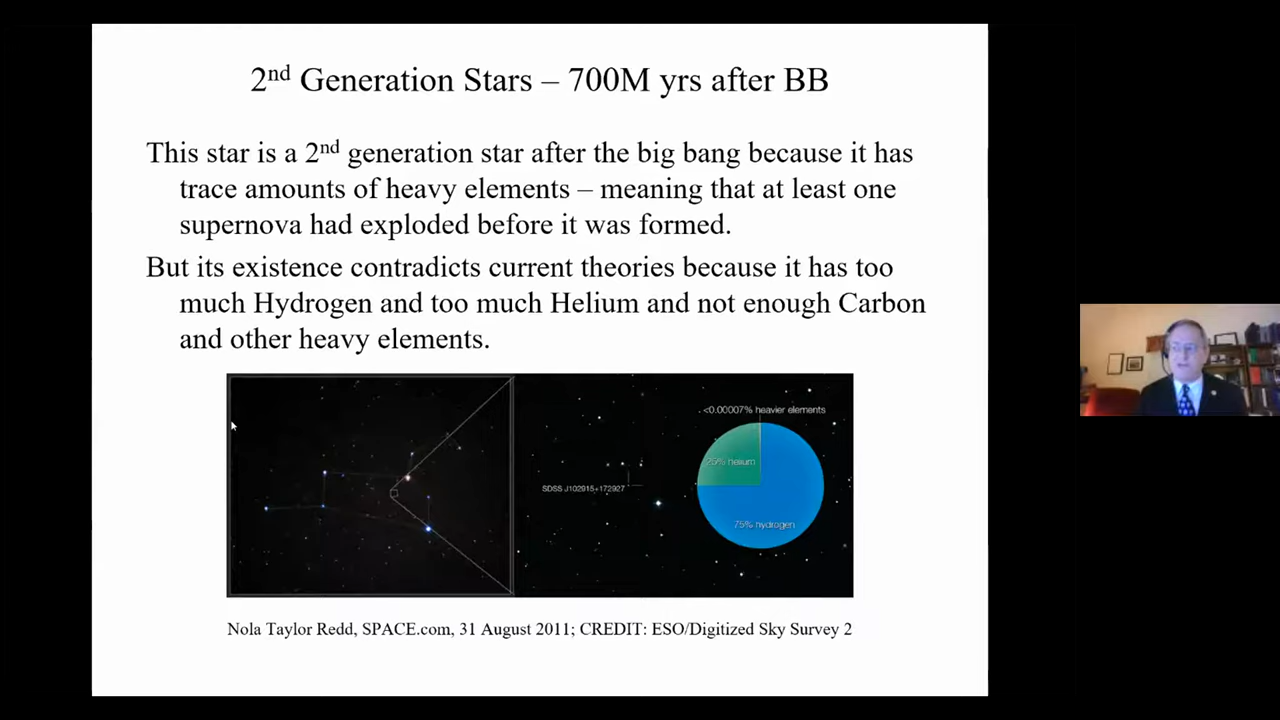 2nd Generation Stars – 700M yrs after BB
This star is a 2nd generation star after the big bang because it has
trace amounts of heavy elements – meaning that at least one
supernova had exploded before it was formed.
But its existence contradicts current theories because it has too
much Hydrogen and too much Helium and not enough Carbon
and other heavy elements.
<0.00007% heavier elements
25% helium
SDSS J102915+172927
75% hydrogen
Nola Taylor Redd, SPACE.com, 31 August 2011; CREDIT: ESO/Digitized Sky Survey 2